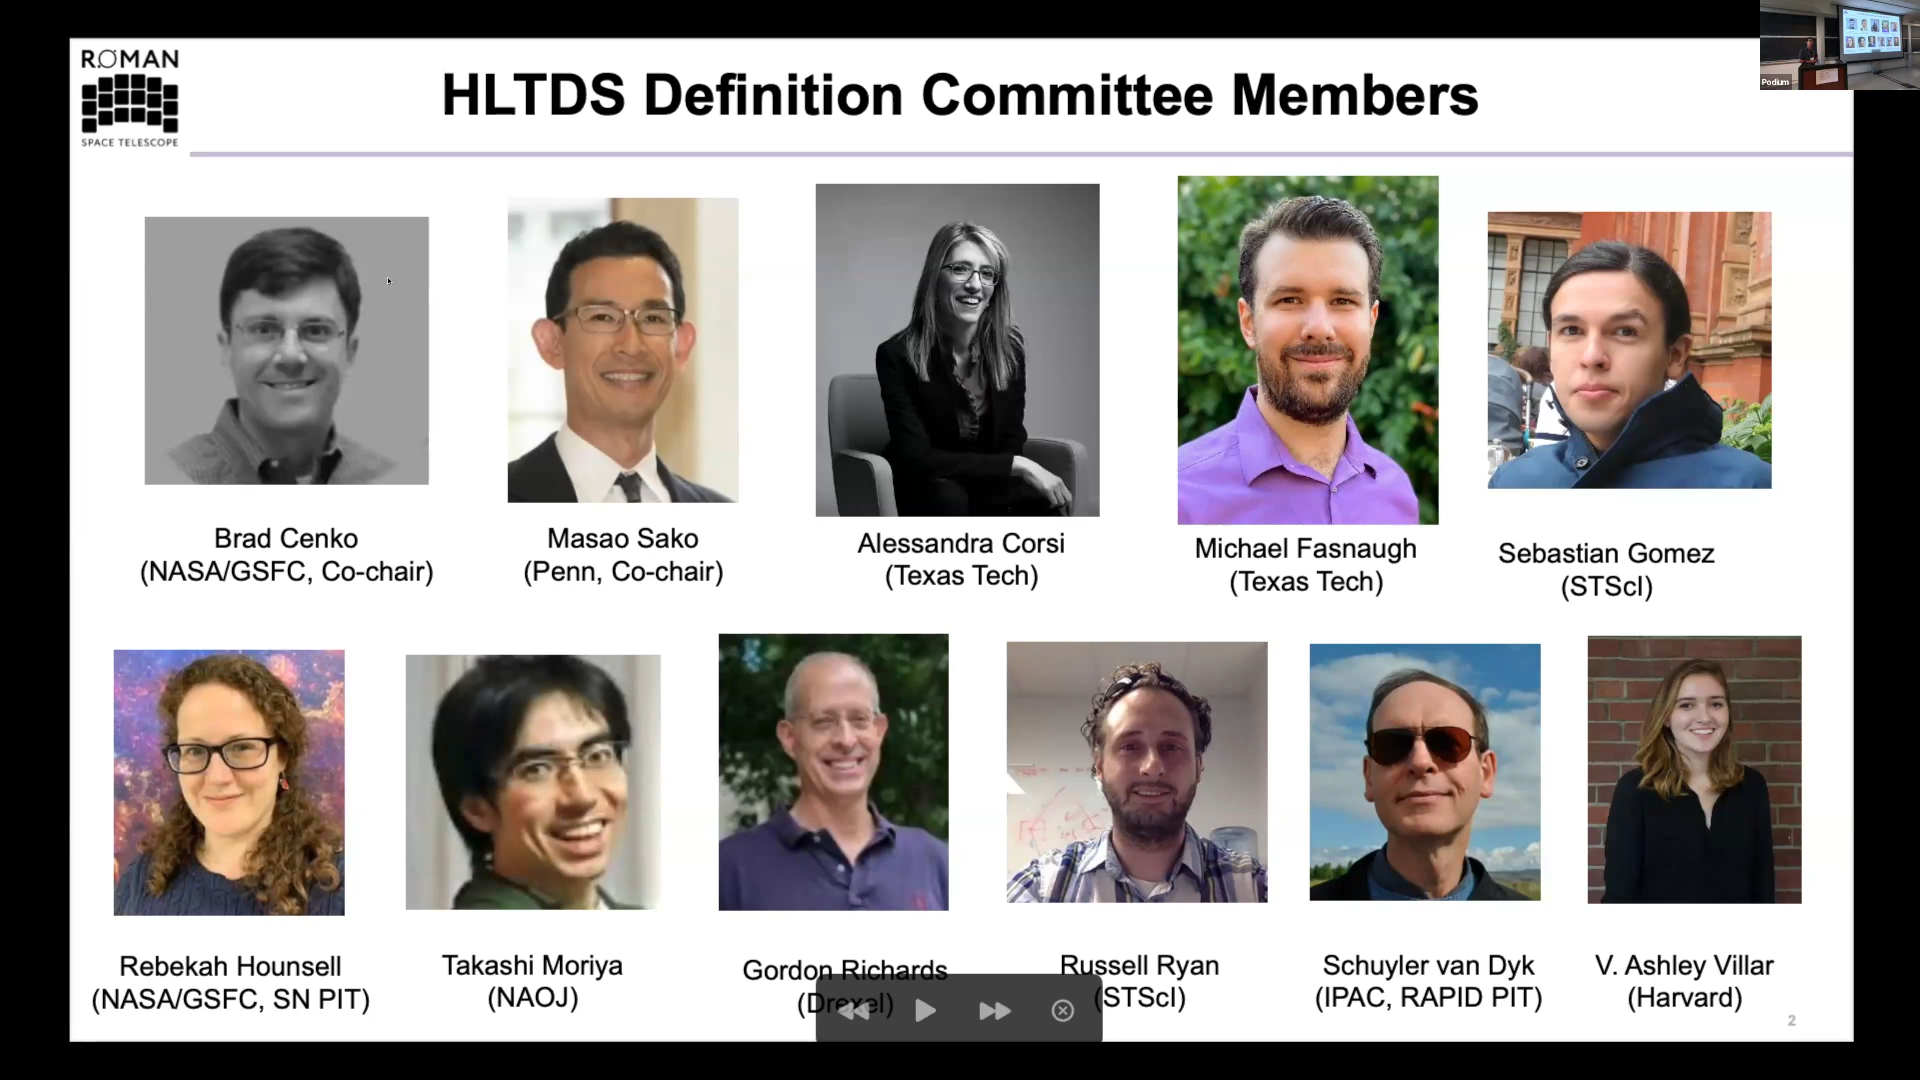 ROMAN
SPACE TELESCOPE
HLTDS Definition Committee Members
Podium
Brad Cenko
(NASA/GSFC, Co-chair)
Masao Sako
(Penn, Co-chair)
Alessandra Corsi
(Texas Tech)
Michael Fasnaugh
(Texas Tech)
Sebastian Gomez
(STScI)
Rebekah Hounsell
(NASA/GSFC, SN PIT)
Takashi Moriya
(NAOJ)
Gordon Richards
(Drexel)
Russell Ryan
(STScI)
Schuyler van Dyk
(IPAC, RAPID PIT)
V. Ashley Villar
(Harvard)
2